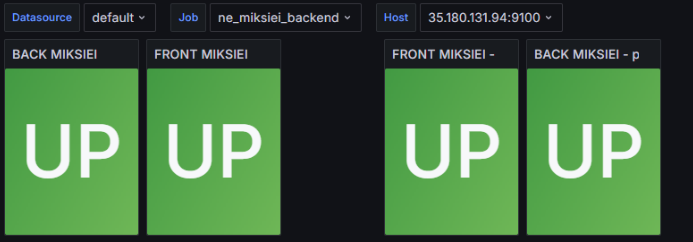 Datasource default Job ne_miksiei_backend Host 35.180.131.94:9100
BACK MIKSIEI FRONT MIKSIEI FRONT MIKSIEI - BACK MIKSIEI - p
UP UP UP UP